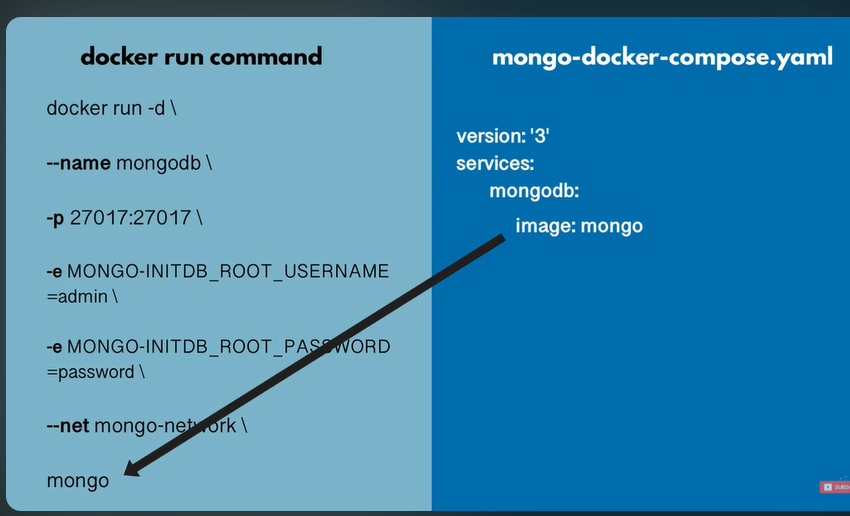 docker run command
docker run -d \
--name mongodb \
-p 27017:27017 \
-e MONGO-INITDB_ROOT_USERNAME
=admin \
-e MONGO-INITDB_ROOT_PASSWORD
=password \
--net mongo-network \
mongo
mongo-docker-compose.yaml
version: '3'
services:
mongodb:
image: mongo